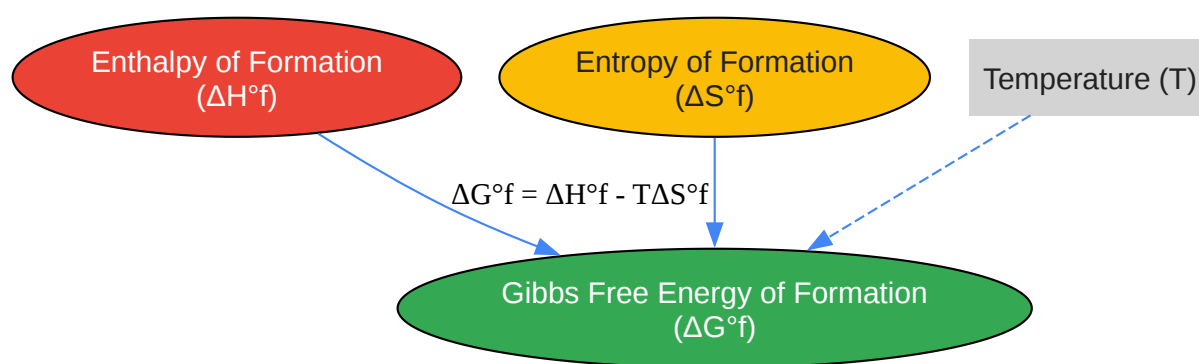 Enthalpy of Formation
(ΔH°f)
Entropy of Formation
(ΔS°f)
Temperature (T)
ΔG°f = ΔH°f - TΔS°f
Gibbs Free Energy of Formation
(ΔG°f)